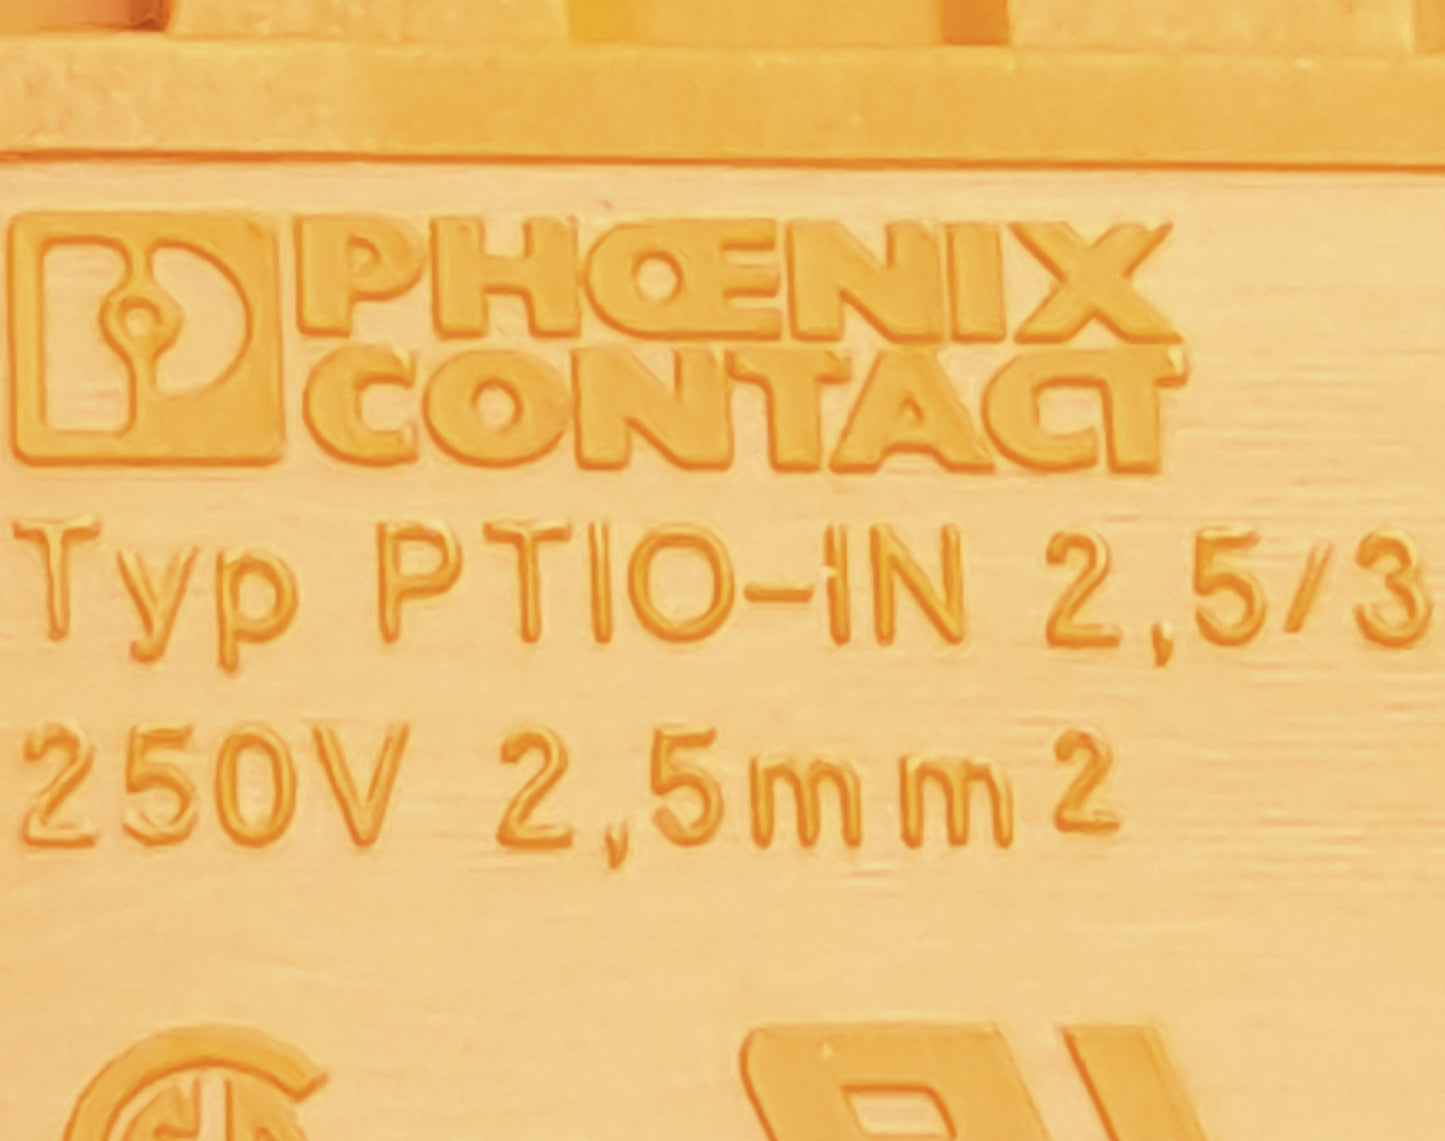 PHŒNIX
CONTACT
Typ PTIO-IN 2,5/3
250V 2,5mm²